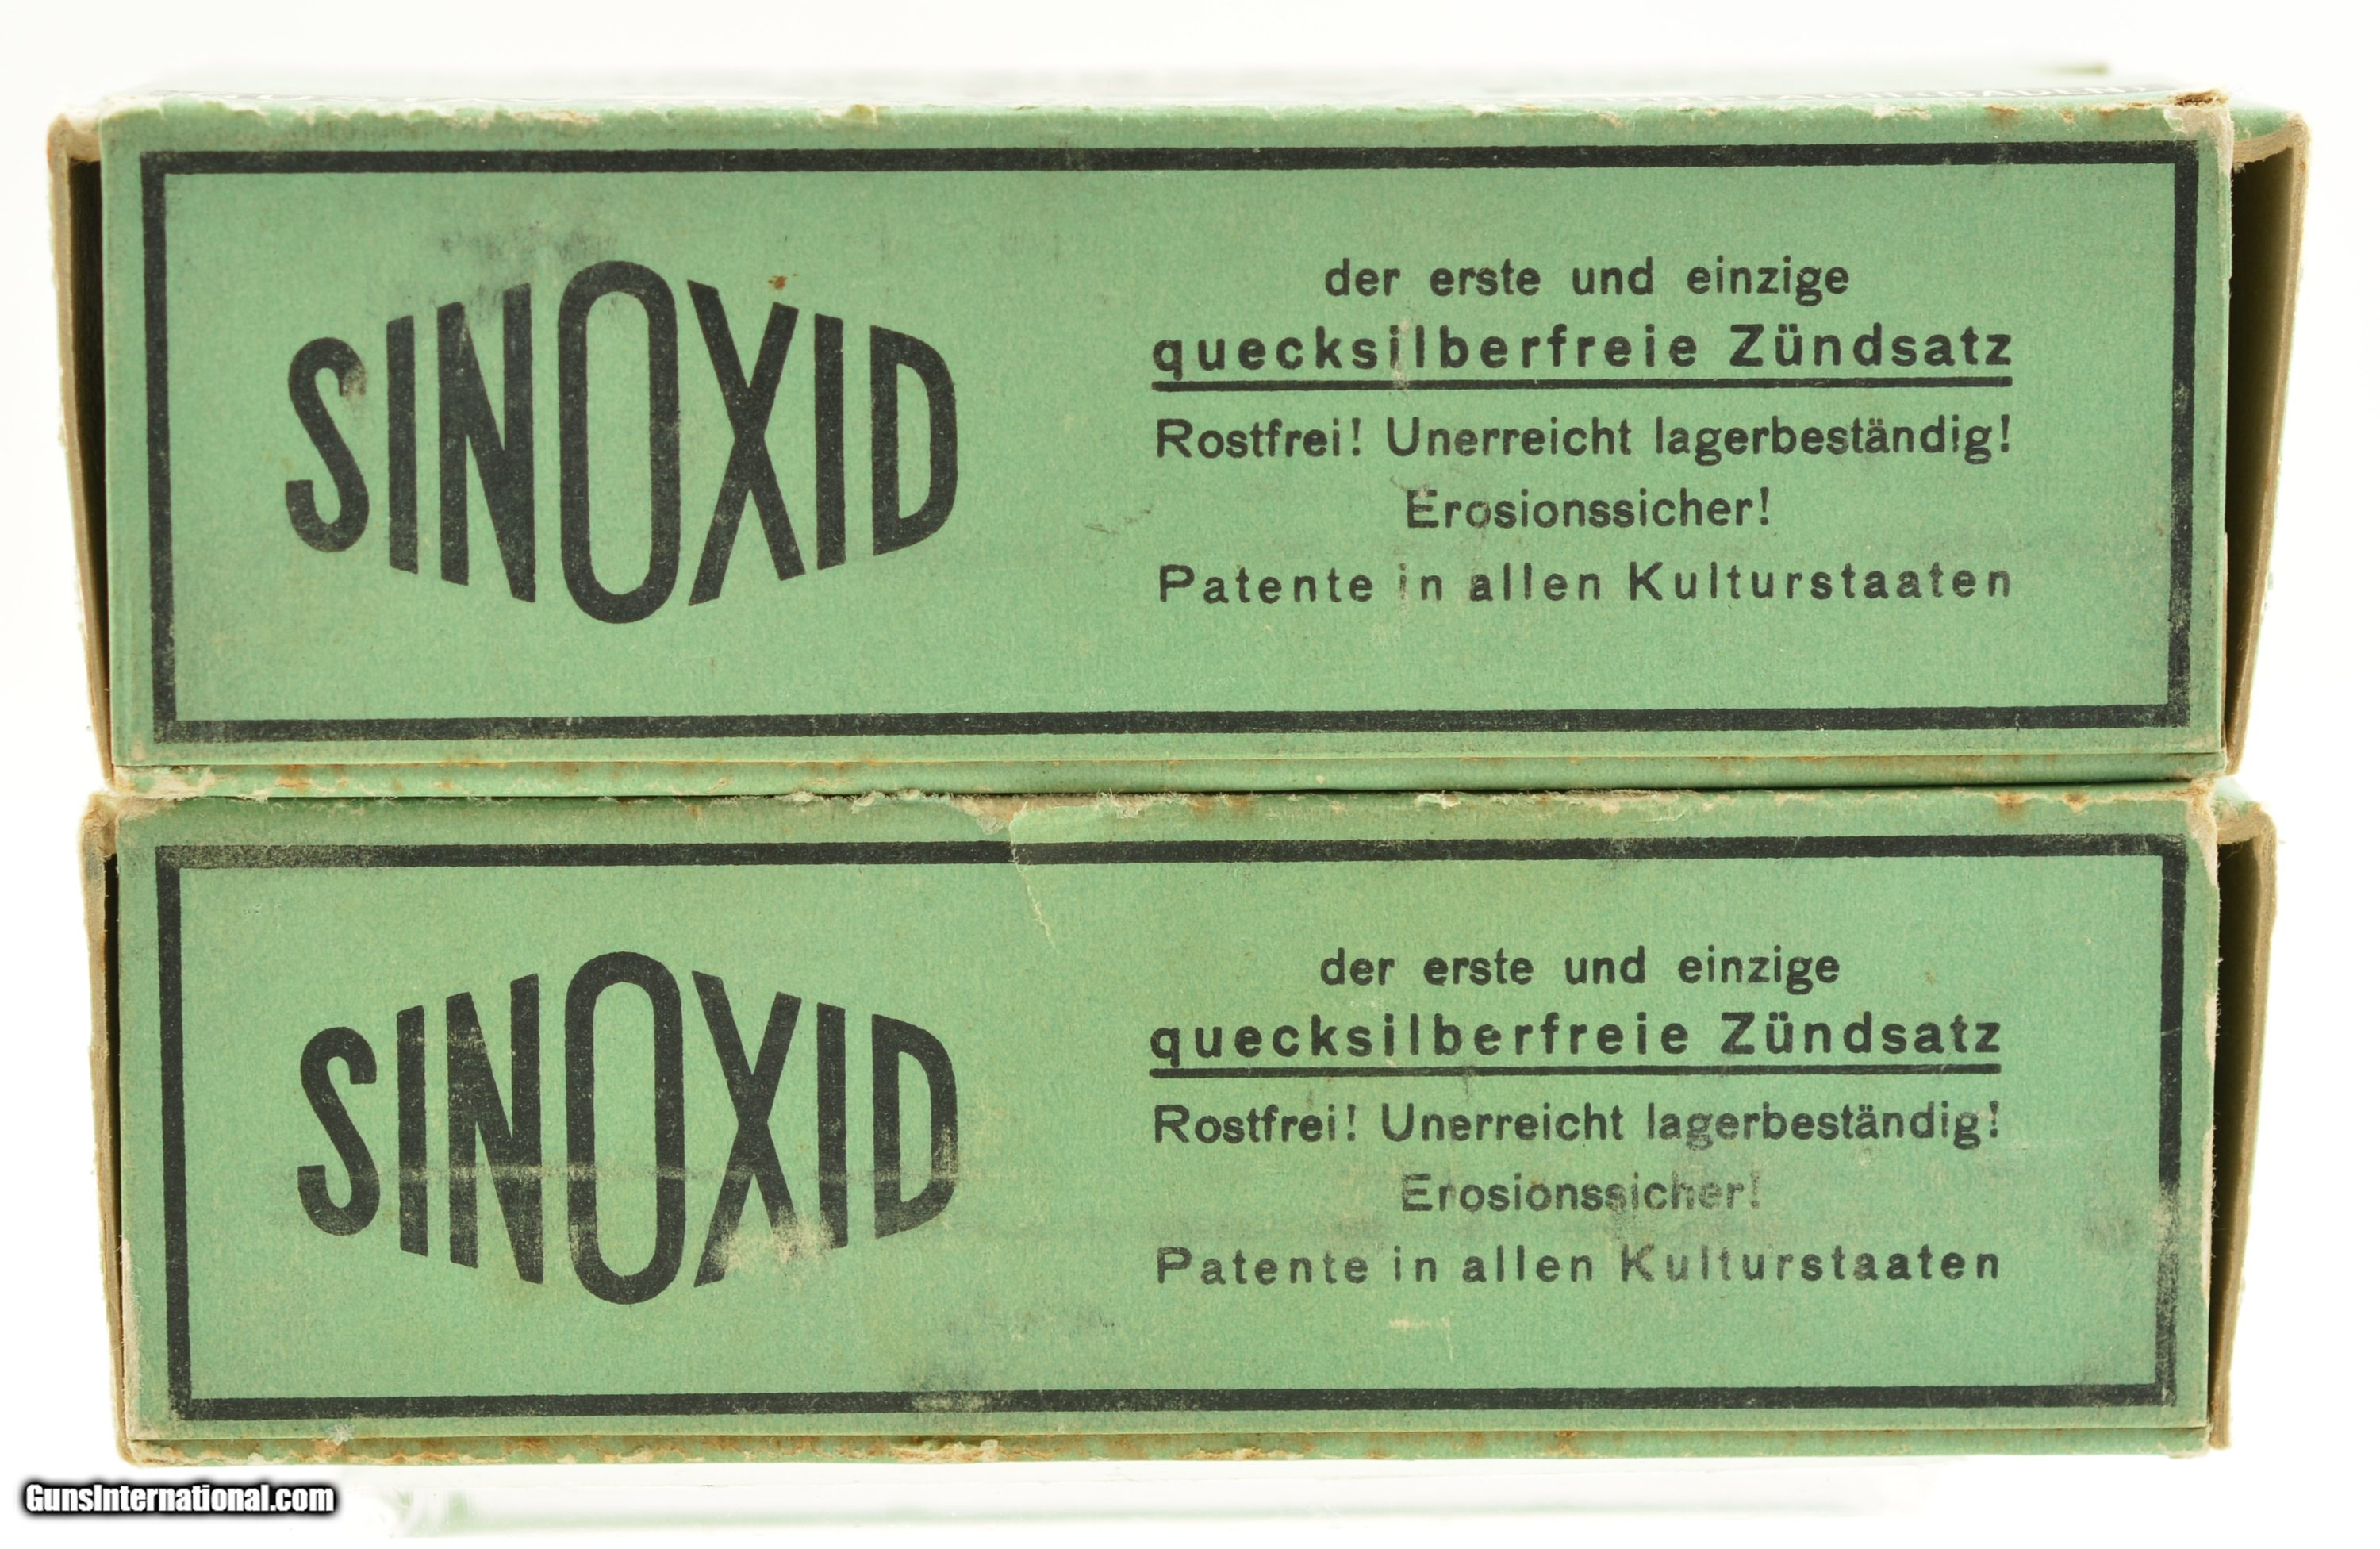 SINOXID
der erste und einzige
quecksilberfreie Zündsatz
Rostfrei! Unerreicht lagerbeständig!
Erosionssicher!
Patente in allen Kulturstaaten
SINOXID
der erste und einzige
quecksilberfreie Zündsatz
Rostfrei! Unerreicht lagerbeständig!
Erosionssicher!
Patente in allen Kulturstaaten
GunsInternational.com